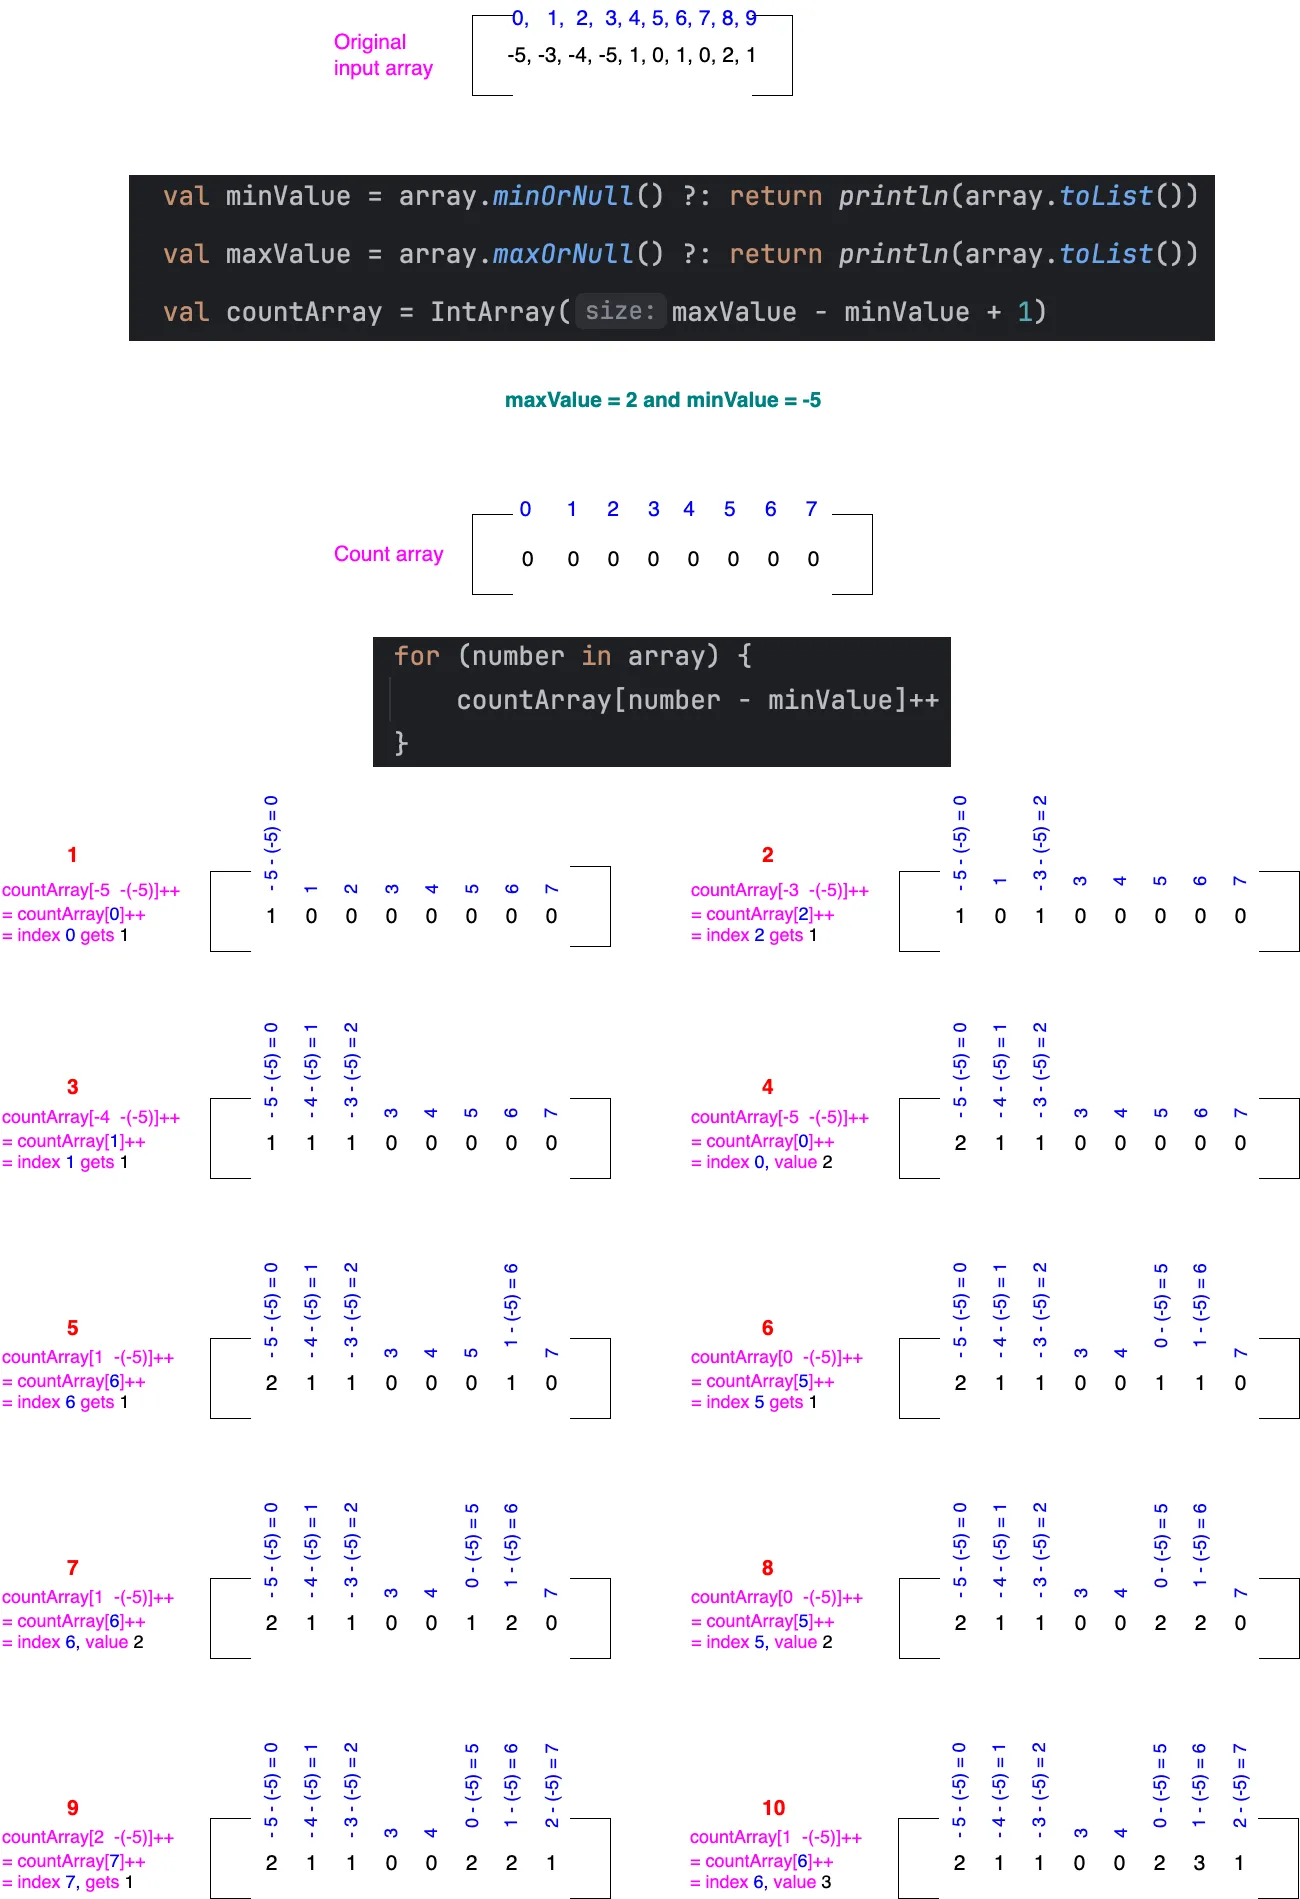 0, 1, 2, 3, 4, 5, 6, 7, 8, 9
Original
input array
-5, -3, -4, -5, 1, 0, 1, 0, 2, 1
val minValue = array.minOrNull() ?: return println(array.toList())
val maxValue = array.maxOrNull() ?: return println(array.toList())
val countArray = IntArray( size: maxValue - minValue + 1)
maxValue = 2 and minValue = -5
0 1 2 3 4 5 6 7
Count array
0 0 0 0 0 0 0 0
for (number in array) {
countArray[number - minValue]++
}
1
countArray[-5 -(-5)]++
= countArray[0]++
= index 0 gets 1
- 5 - (-5) = 0 1 2 3 4 5 6 7
1 0 0 0 0 0 0 0
2
countArray[-3 -(-5)]++
= countArray[2]++
= index 2 gets 1
- 5 - (-5) = 0 1 - 3 - (-5) = 2 3 4 5 6 7
1 0 1 0 0 0 0 0
3
countArray[-4 -(-5)]++
= countArray[1]++
= index 1 gets 1
- 5 - (-5) = 0 - 4 - (-5) = 1 - 3 - (-5) = 2 3 4 5 6 7
1 1 1 0 0 0 0 0
4
countArray[-5 -(-5)]++
= countArray[0]++
= index 0, value 2
- 5 - (-5) = 0 - 4 - (-5) = 1 - 3 - (-5) = 2 3 4 5 6 7
2 1 1 0 0 0 0 0
5
countArray[1 -(-5)]++
= countArray[6]++
= index 6 gets 1
- 5 - (-5) = 0 - 4 - (-5) = 1 - 3 - (-5) = 2 3 4 5 1 - (-5) = 6 7
2 1 1 0 0 0 1 0
6
countArray[0 -(-5)]++
= countArray[5]++
= index 5 gets 1
- 5 - (-5) = 0 - 4 - (-5) = 1 - 3 - (-5) = 2 3 4 0 - (-5) = 5 1 - (-5) = 6 7
2 1 1 0 0 1 1 0
7
countArray[1 -(-5)]++
= countArray[6]++
= index 6, value 2
- 5 - (-5) = 0 - 4 - (-5) = 1 - 3 - (-5) = 2 3 4 0 - (-5) = 5 1 - (-5) = 6 7
2 1 1 0 0 1 2 0
8
countArray[0 -(-5)]++
= countArray[5]++
= index 5, value 2
- 5 - (-5) = 0 - 4 - (-5) = 1 - 3 - (-5) = 2 3 4 0 - (-5) = 5 1 - (-5) = 6 7
2 1 1 0 0 2 2 0
9
countArray[2 -(-5)]++
= countArray[7]++
= index 7, gets 1
- 5 - (-5) = 0 - 4 - (-5) = 1 - 3 - (-5) = 2 3 4 0 - (-5) = 5 1 - (-5) = 6 2 - (-5) = 7
2 1 1 0 0 2 2 1
10
countArray[1 -(-5)]++
= countArray[6]++
= index 6, value 3
- 5 - (-5) = 0 - 4 - (-5) = 1 - 3 - (-5) = 2 3 4 0 - (-5) = 5 1 - (-5) = 6 2 - (-5) = 7
2 1 1 0 0 2 3 1